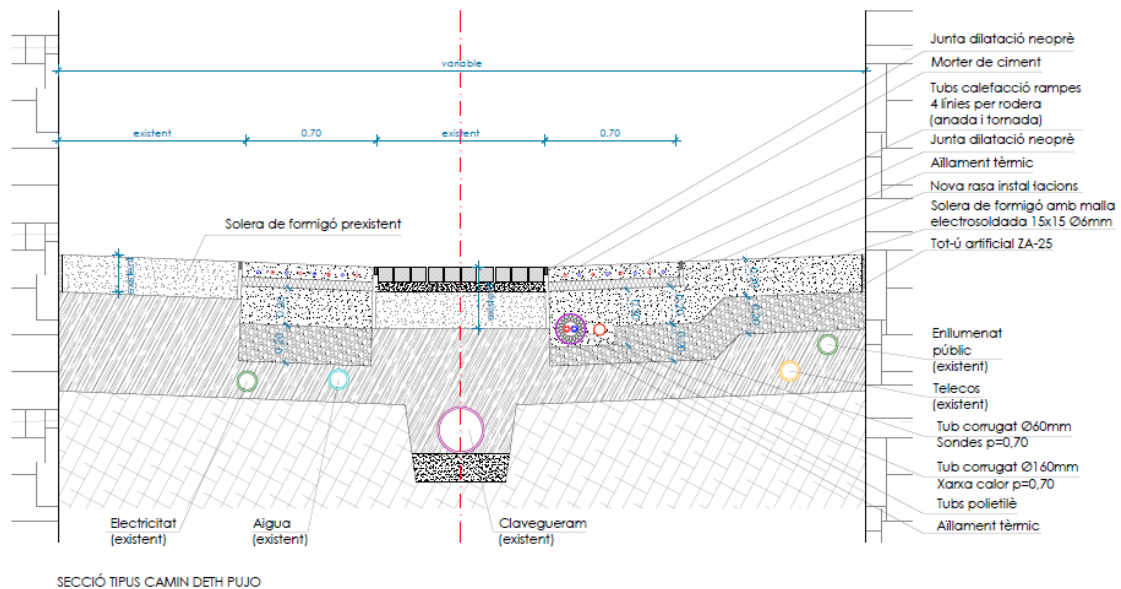 Junta dilatació neoprè
Morter de ciment
variable
Tubs calefacció rampes
4 línies per rodera
(anada i tornada)
existent
0.70
existent
0.70
Junta dilatació neoprè
Aïllament tèrmic
Nova rasa instal·lacions
Solera de formigó amb malla
electrosoldada 15x15 Ø6mm
Solera de formigó prexistent
Tot-ú artificial ZA-25
existent
existent
0.20
Enllumenat
públic
(existent)
Telecos
(existent)
Tub corrugat Ø60mm
Sondes p=0,70
Tub corrugat Ø160mm
Xarxa calor p=0,70
Tubs polietilè
Aïllament tèrmic
Electricitat
(existent)
Aigua
(existent)
Clavegueram
(existent)
SECCIÓ TIPUS CAMIN DETH PUJO